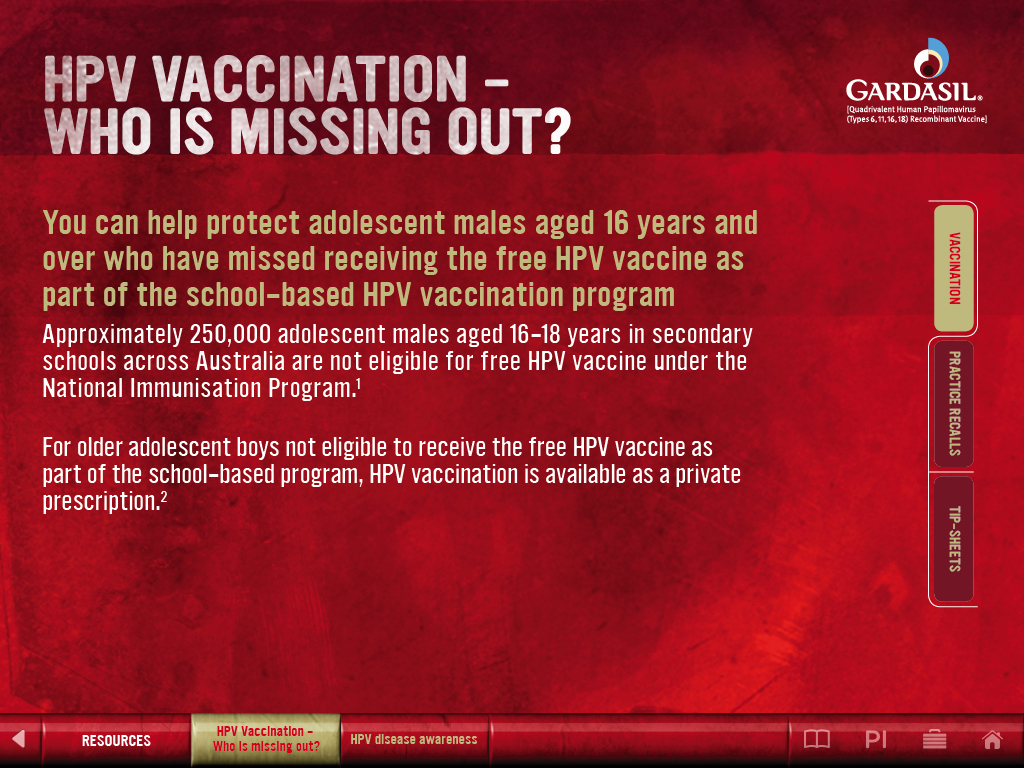 HPV VACCINATION –
WHO IS MISSING OUT?
GARDASIL®
[Quadrivalent Human Papillomavirus
(Types 6, 11, 16, 18) Recombinant Vaccine]
You can help protect adolescent males aged 16 years and
over who have missed receiving the free HPV vaccine as
part of the school-based HPV vaccination program
Approximately 250,000 adolescent males aged 16-18 years in secondary
schools across Australia are not eligible for free HPV vaccine under the
National Immunisation Program.¹
For older adolescent boys not eligible to receive the free HPV vaccine as
part of the school-based program, HPV vaccination is available as a private
prescription.²
VACCINATION
PRACTICE RECALLS
TIP-SHEETS
RESOURCES
HPV Vaccination –
Who is missing out?
HPV disease awareness
PI